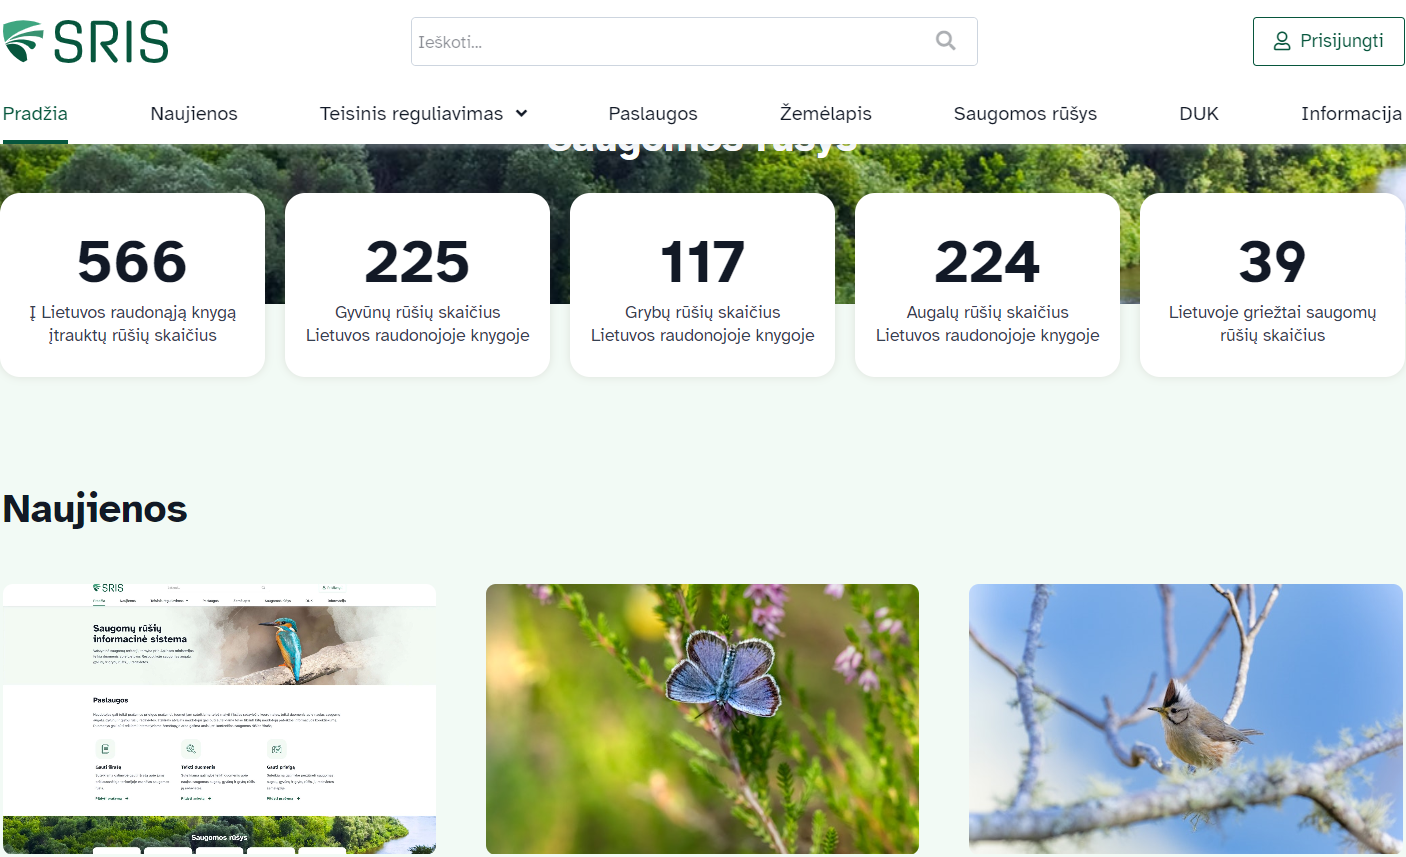 SRIS
Ieškoti...
Prisijungti
Pradžia
Naujienos
Teisinis reguliavimas
Paslaugos
Žemėlapis
Saugomos rūšys
DUK
Informacija
Saugomos rūšys
566
Į Lietuvos raudonąją knygą
įtrauktų rūšių skaičius
225
Gyvūnų rūšių skaičius
Lietuvos raudonojoje knygoje
117
Grybų rūšių skaičius
Lietuvos raudonojoje knygoje
224
Augalų rūšių skaičius
Lietuvos raudonojoje knygoje
39
Lietuvoje griežtai saugomų
rūšių skaičius
Naujienos
SRIS
Saugomų rūšių
informacinė sistema
Paslaugos
Saugomos rūšys